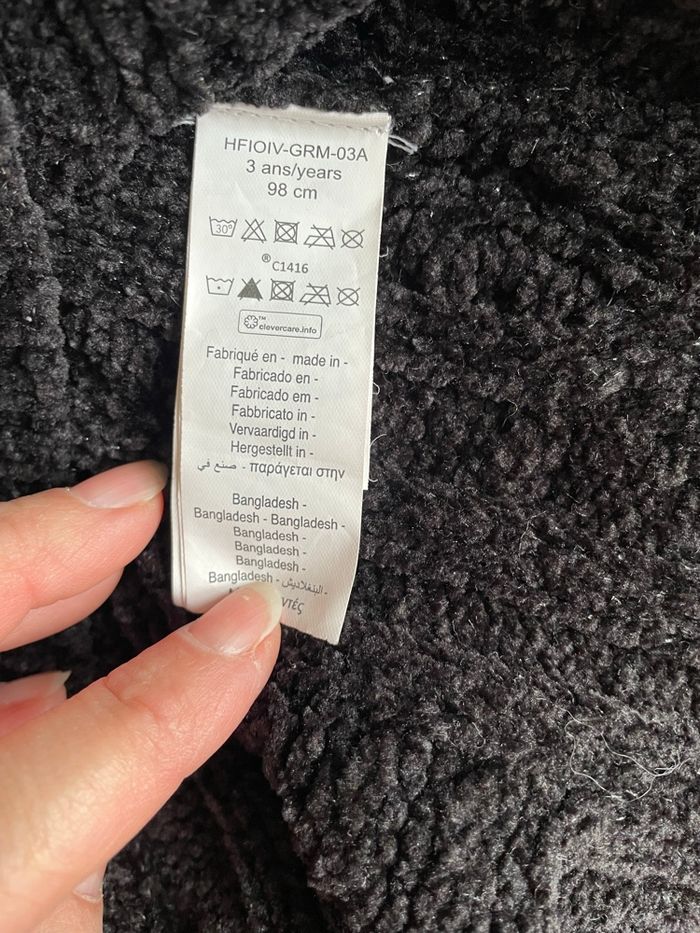 HFIOIV-GRM-03A
3 ans/years
98 cm
30°
®C1416
™
clevercare.info
Fabriqué en - made in -
Fabricado en -
Fabricado em -
Fabbricato in -
Vervaardigd in -
Hergestellt in -
صنع في - παράγεται στην
Bangladesh -
Bangladesh - Bangladesh -
Bangladesh -
Bangladesh -
Bangladesh -
Bangladesh - البنغلاديش -